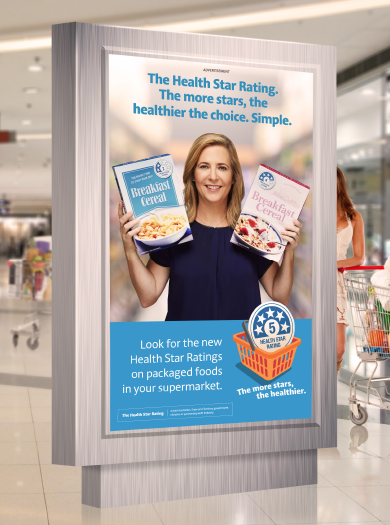 ADVERTISEMENT
The Health Star Rating.
The more stars, the
healthier the choice. Simple.
Breakfast
Cereal
Breakfast
Cereal
5
HEALTH STAR
RATING
Look for the new
Health Star Ratings
on packaged foods
in your supermarket.
The more stars,
the healthier.
The Health Star Rating